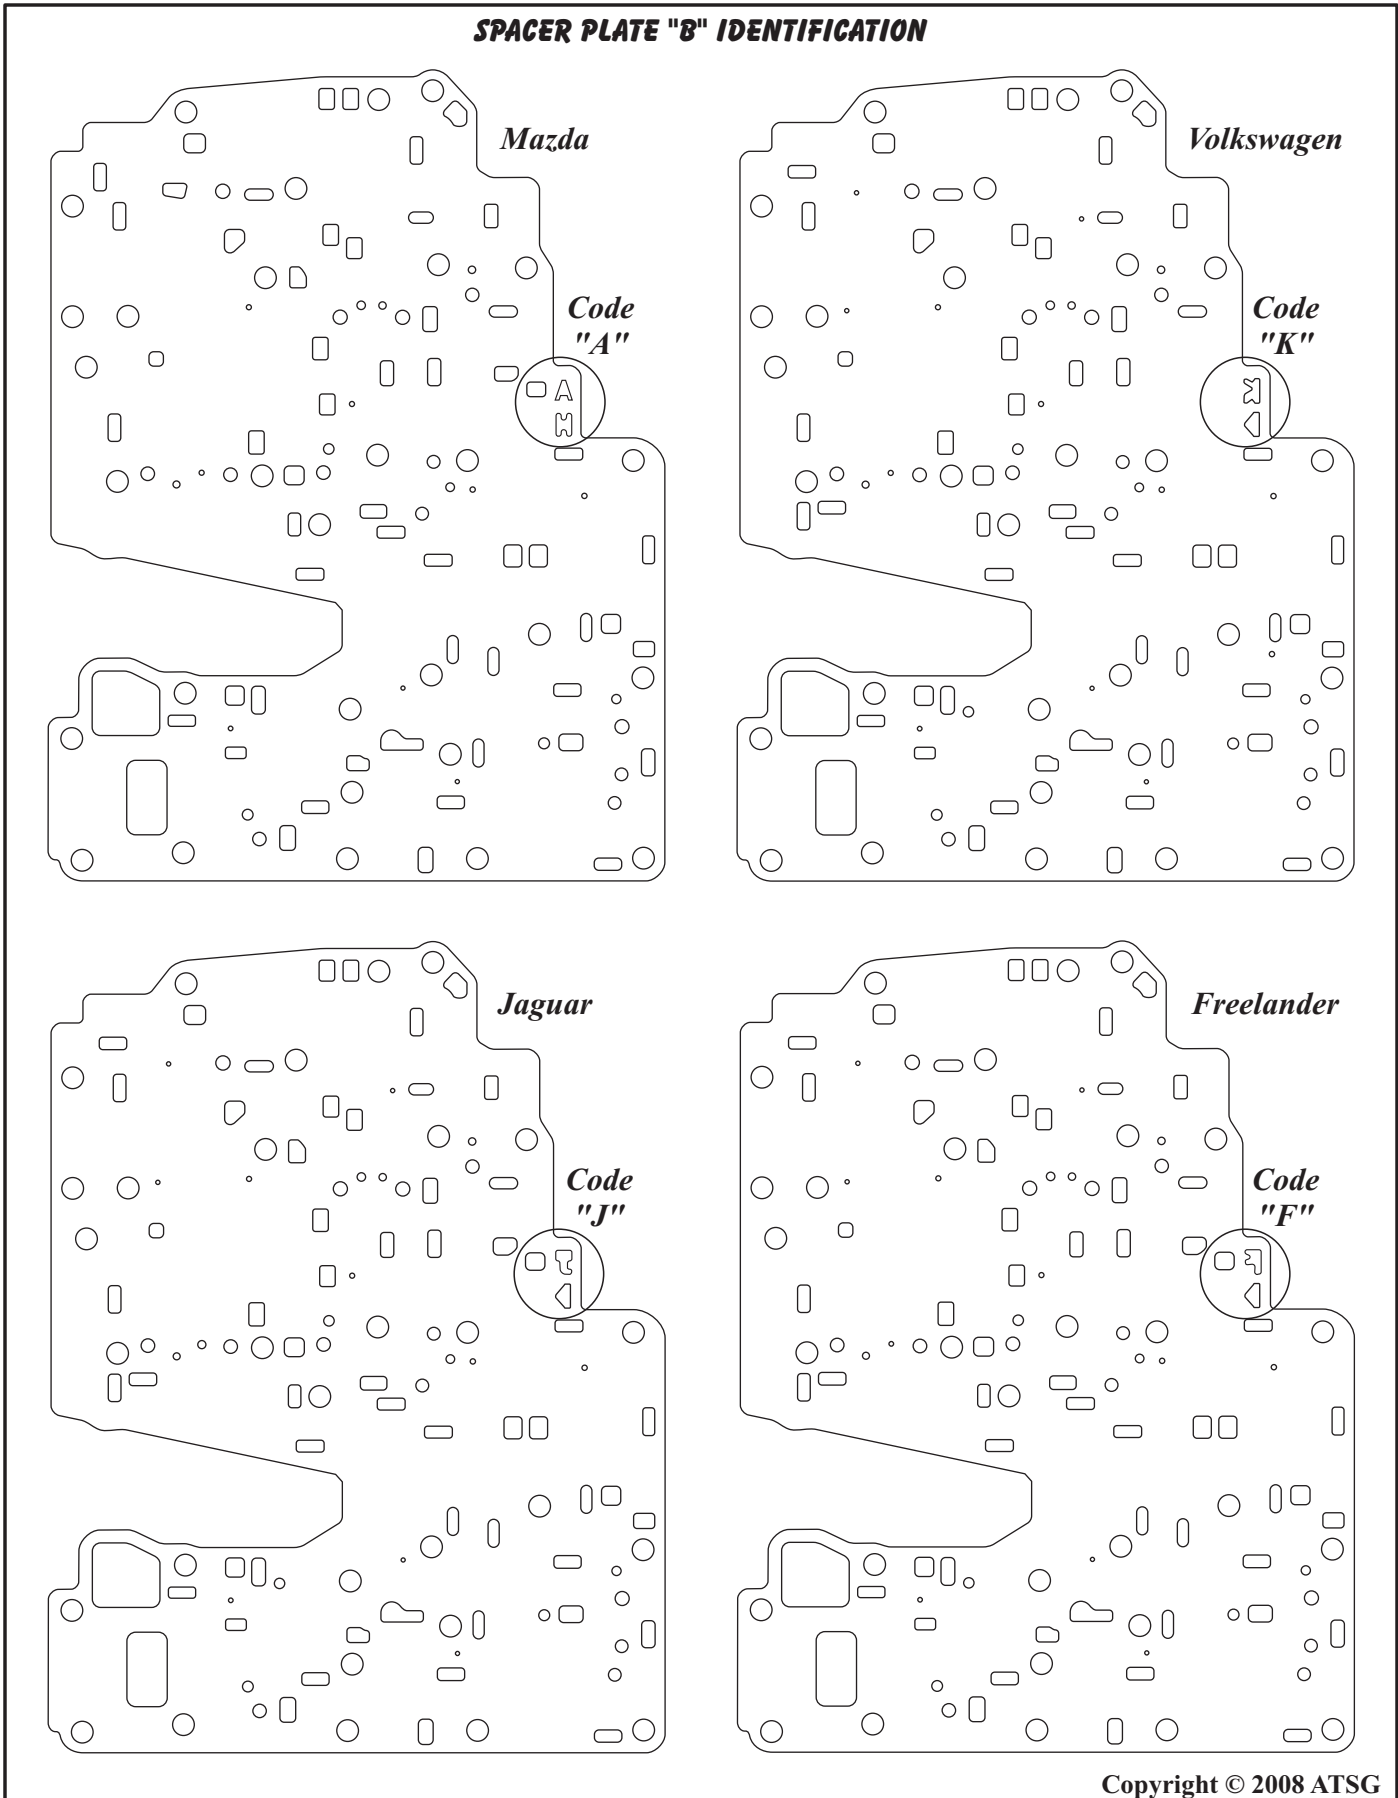 SPACER PLATE "B" IDENTIFICATION
Mazda
Code
"A"
A
H
Volkswagen
Code
"K"
K
Jaguar
Code
"J"
J
Freelander
Code
"F"
F
Copyright © 2008 ATSG